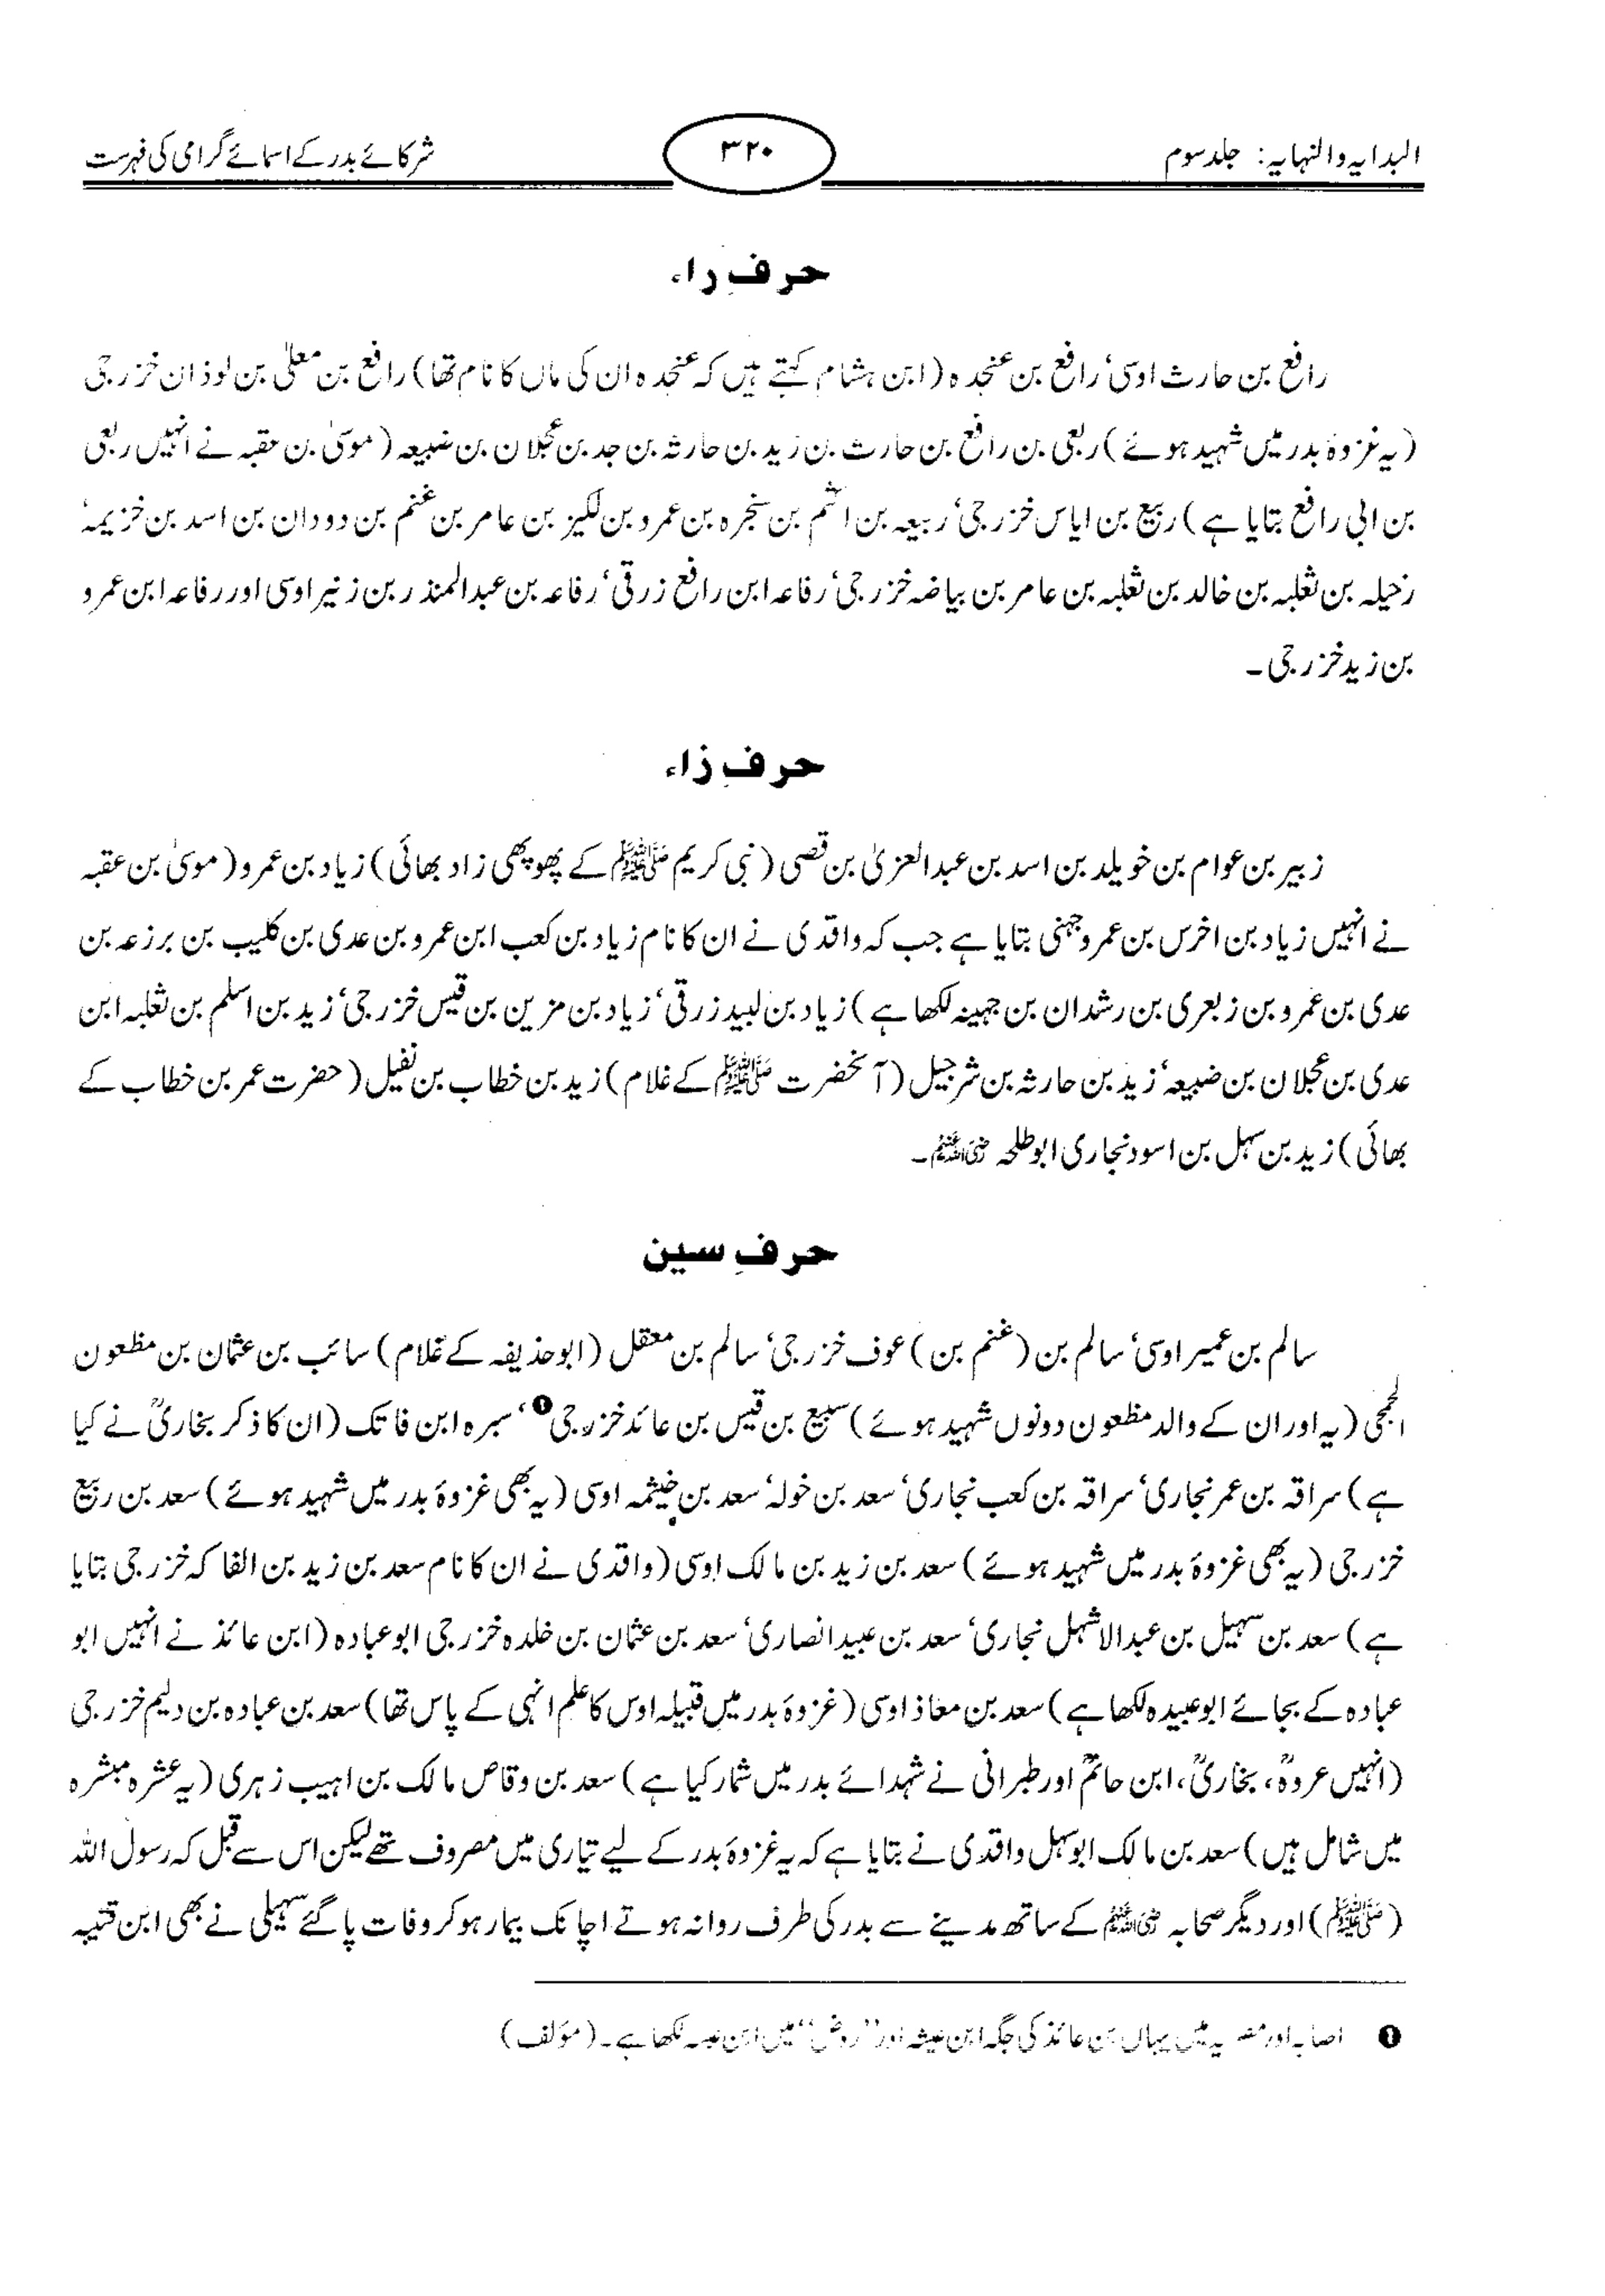 البدایہ والنہایہ: جلد سوم
۳۲۰
شرکائے بدر کے اسمائے گرامی کی فہرست
حرفِ راء
رافع بن حارث اوسی‘ رافع بن عنجدہ (ابن ہشام کہتے ہیں کہ عنجدہ ان کی ماں کا نام تھا) رافع بن معلیٰ بن لوذان خزرجی
(یہ غزوۂ بدر میں شہید ہوئے) ربعی بن رافع بن حارث بن زید بن حارثہ بن جد بن عجلان بن ضبیعہ (موسیٰ بن عقبہ نے انہیں ربعی
بن ابی رافع بتایا ہے) ربیع بن ایاس خزرجی‘ ربیعہ بن اکثم بن سخبرہ بن عمرو بن لکیز بن عامر بن غنم بن دودان بن اسد بن خزیمہ‘
رخیلہ بن ثعلبہ بن خالد بن ثعلبہ بن عامر بن بیاضہ خزرجی‘ رفاعہ ابن رافع زرقی‘ رفاعہ بن عبدالمنذر بن زنیر اوسی اور رفاعہ ابن عمرو
بن زید خزرجی۔
حرفِ زاء
زبیر بن عوام بن خویلد بن اسد بن عبدالعزیٰ بن قصی (نبی کریم ﷺ کے پھوپھی زاد بھائی) زیاد بن عمرو (موسیٰ بن عقبہ
نے انہیں زیاد بن اخرس بن عمرو جہنی بتایا ہے جب کہ واقدی نے ان کا نام زیاد بن کعب ابن عمرو بن عدی بن کلیب بن برزعہ بن
عدی بن عمرو بن زبعری بن رشدان بن جہینہ لکھا ہے) زیاد بن لبید زرقی‘ زیاد بن مزین بن قیس خزرجی‘ زید بن اسلم بن ثعلبہ ابن
عدی بن عجلان بن ضبیعہ‘ زید بن حارثہ بن شرجیل (آنحضرت ﷺ کے غلام) زید بن خطاب بن نفیل (حضرت عمر بن خطاب کے
بھائی) زید بن سہل بن اسود نجاری ابوطلحہ رضی اللہ عنہم۔
حرفِ سین
سالم بن عمیر اوسی‘ سالم بن (غنم بن) عوف خزرجی‘ سالم بن معقل (ابوحذیفہ کے غلام) سائب بن عثمان بن مظعون
الجمحی (یہ اور ان کے والد مظعون دونوں شہید ہوئے) سبیع بن قیس بن عائد خزرجی❶‘ سبرہ ابن فاتک (ان کا ذکر بخاریؒ نے کیا
ہے) سراقہ بن عمر نجاری‘ سراقہ بن کعب نجاری‘ سعد بن خولہ‘ سعد بن خیثمہ اوسی (یہ بھی غزوۂ بدر میں شہید ہوئے) سعد بن ربیع
خزرجی (یہ بھی غزوۂ بدر میں شہید ہوئے) سعد بن زید بن مالک اوسی (واقدی نے ان کا نام سعد بن زید بن الفاکہ خزرجی بتایا
ہے) سعد بن سہیل بن عبدالاشہل نجاری‘ سعد بن عبید انصاری‘ سعد بن عثمان بن خلدہ خزرجی ابوعبادہ (ابن عائذ نے انہیں ابو
عبادہ کے بجائے ابوعبیدہ لکھا ہے) سعد بن معاذ اوسی (غزوۂ بدر میں قبیلہ اوس کا علم انہی کے پاس تھا) سعد بن عبادہ بن دلیم خزرجی
(انہیں عروہؒ، بخاریؒ، ابن حاتمؒ اور طبرانی نے شہدائے بدر میں شمار کیا ہے) سعد بن وقاص مالک بن اہیب زہری (یہ عشرہ مبشرہ
میں شامل ہیں) سعد بن مالک ابوسہل واقدی نے بتایا ہے کہ یہ غزوۂ بدر کے لیے تیاری میں مصروف تھے لیکن اس سے قبل کہ رسول اللہ
(ﷺ) اور دیگر صحابہ رضی اللہ عنہم کے ساتھ مدینے سے بدر کی طرف روانہ ہوتے اچانک بیمار ہو کر وفات پا گئے سہیلی نے بھی ابن قتیبہ
❶ اصابہ اور مصریہ میں یہاں بن عائذ کی جگہ ابن عیشہ اور ”روض“ میں ابن لکھا ہے۔ (مؤلف)